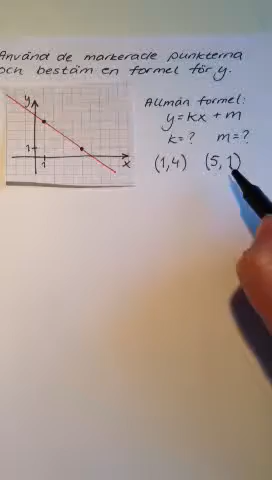 Använd de markerade punkterna
och bestäm en formel för y.
Allmän formel:
y = kx + m
k = ? m = ?
(1,4) (5,1)
y
1
1
x